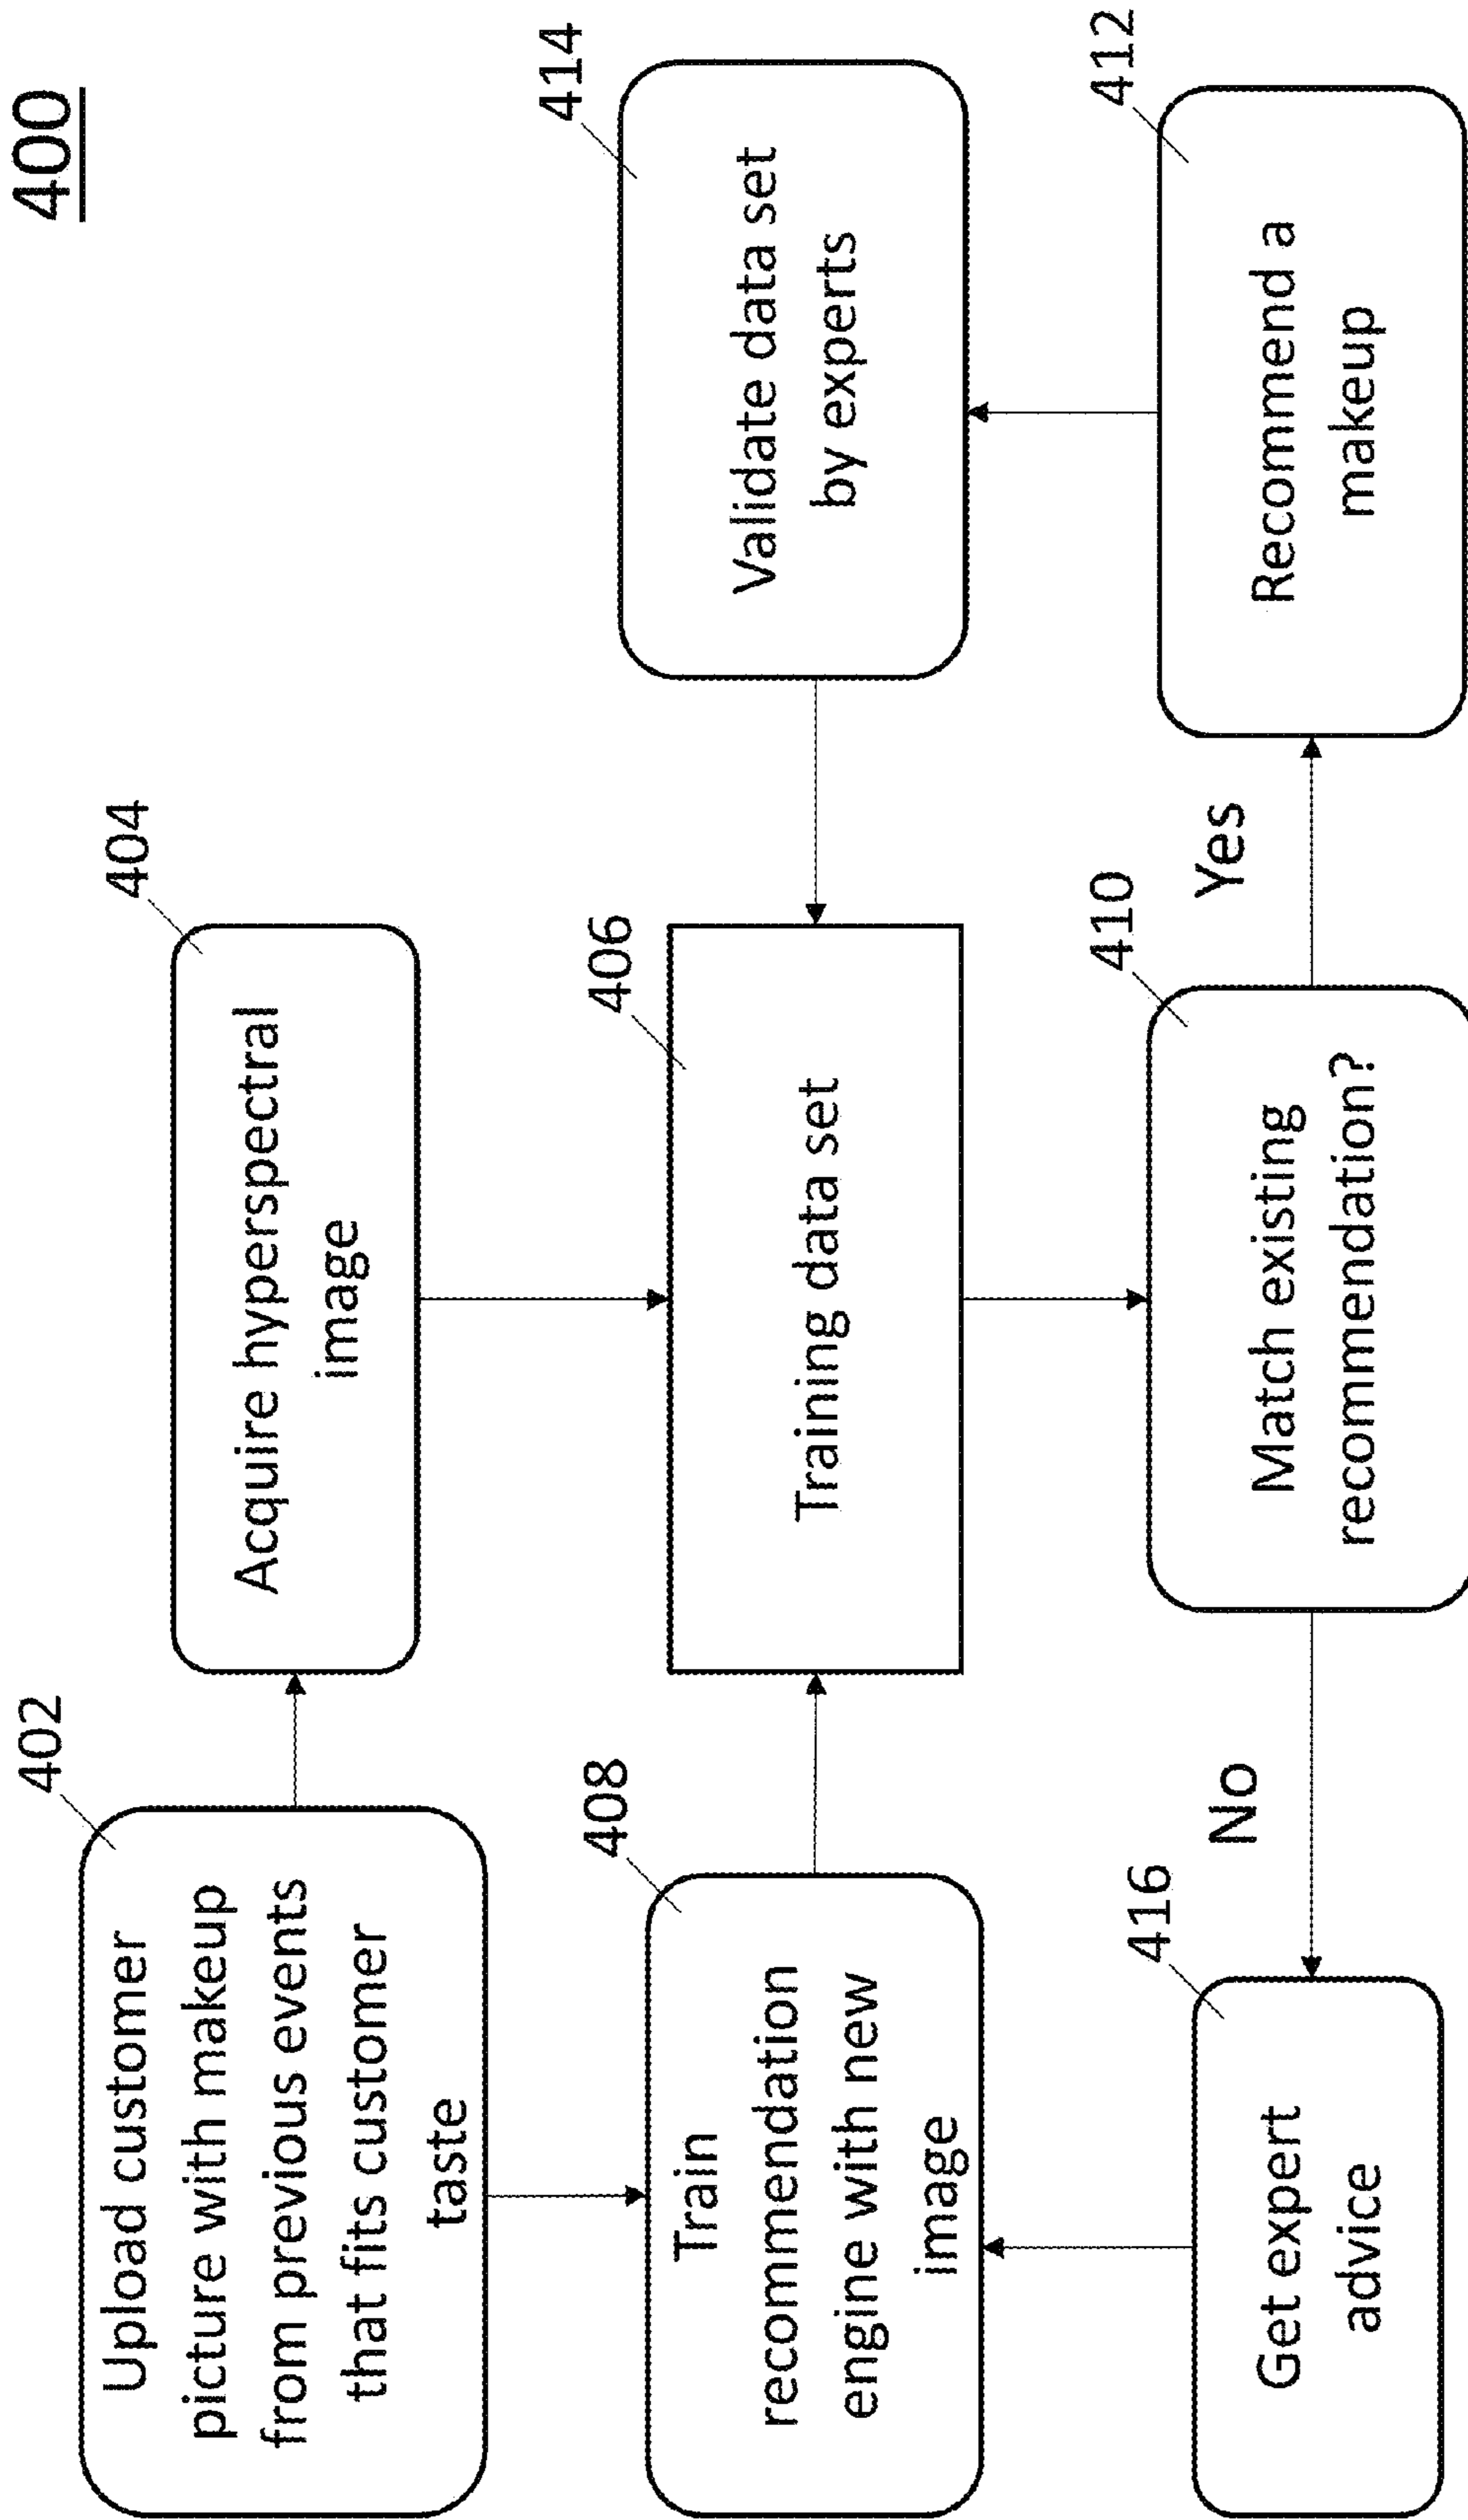 400
402
Upload customer
picture with makeup
from previous events
that fits customer
taste
404
Acquire hyperspectral
image
408
Train
recommendation
engine with new
image
406
Training data set
414
Validate data set
by experts
416
Get expert
advice
No
410
Match existing
recommendation?
Yes
412
Recommend a
makeup